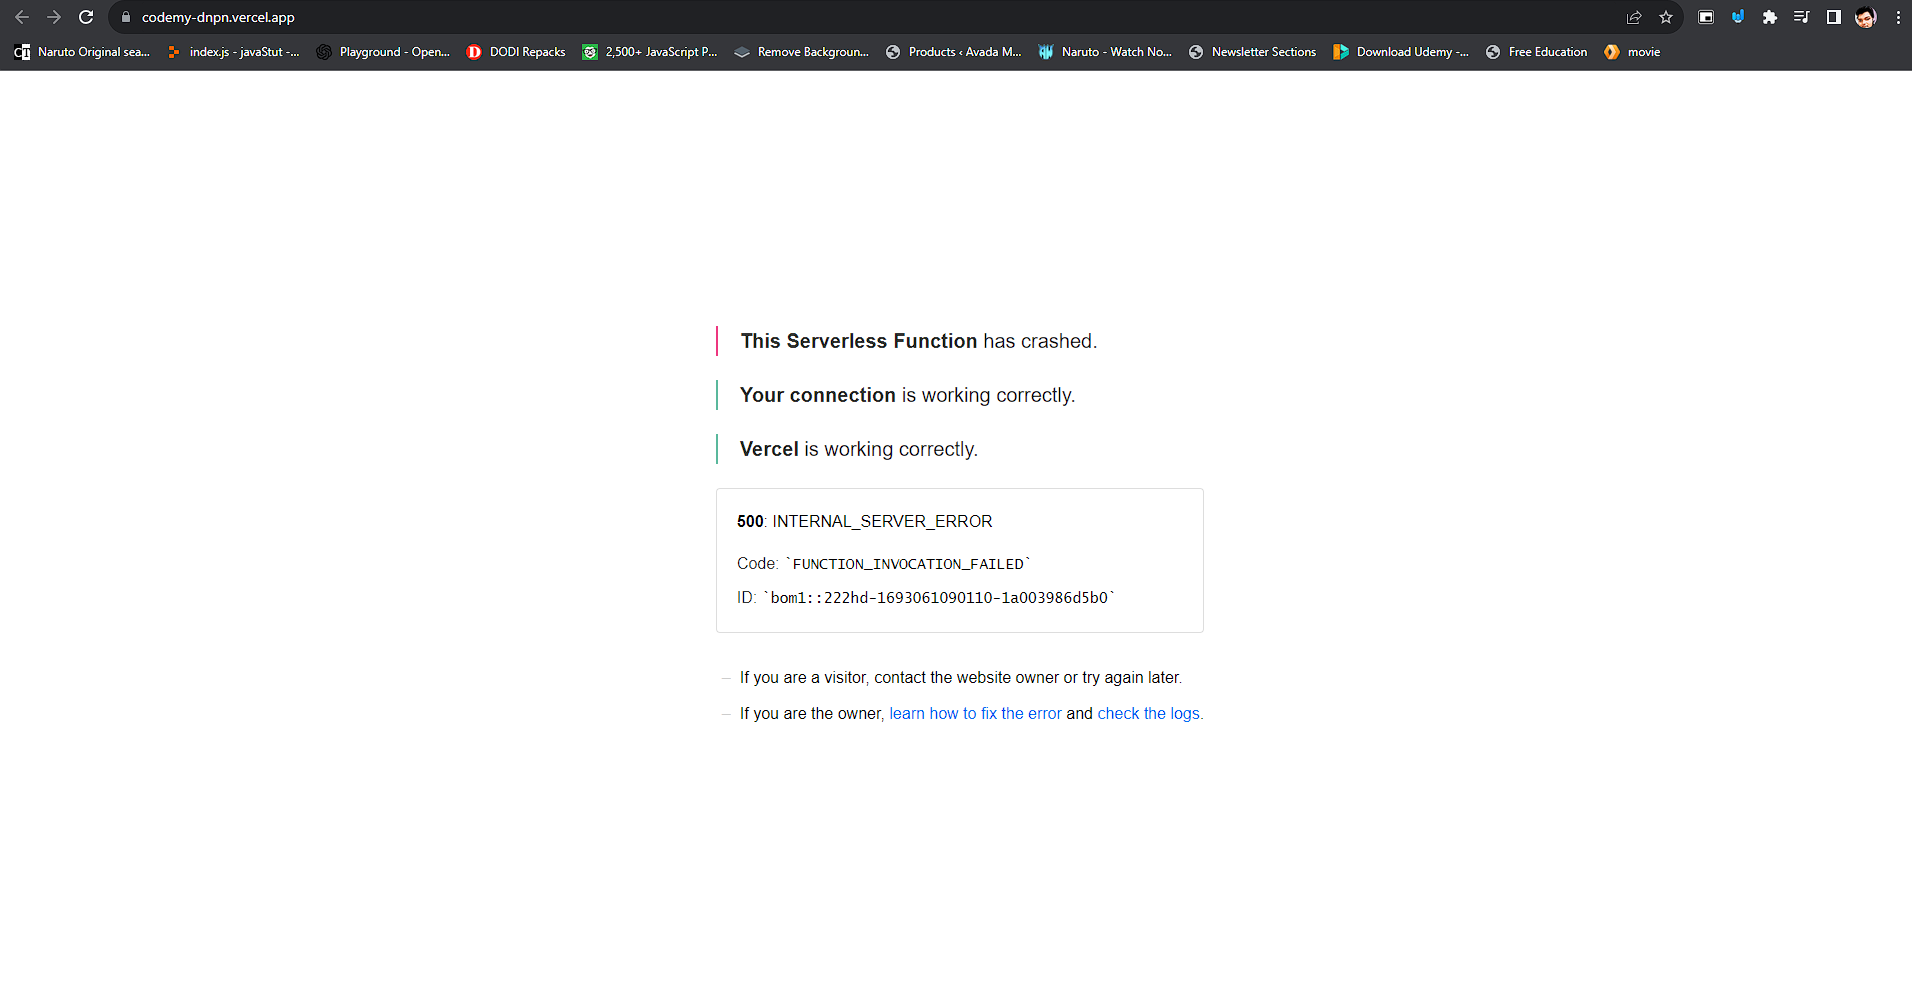 codemy-dnpn.vercel.app
Naruto Original sea... index.js - javaStut -... Playground - Open... DODI Repacks 2,500+ JavaScript P... Remove Backgroun... Products ‹ Avada M... Naruto - Watch No... Newsletter Sections Download Udemy -... Free Education movie
This Serverless Function has crashed.
Your connection is working correctly.
Vercel is working correctly.
500: INTERNAL_SERVER_ERROR
Code: `FUNCTION_INVOCATION_FAILED`
ID: `bom1::222hd-1693061090110-1a003986d5b0`
If you are a visitor, contact the website owner or try again later.
If you are the owner, learn how to fix the error and check the logs.